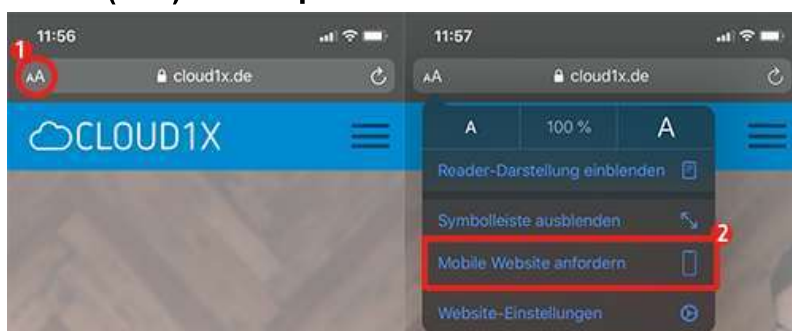 11:56
1
AA
cloud1x.de
CLOUD1X
11:57
AA
cloud1x.de
A 100 % A
Reader-Darstellung einblenden
Symbolleiste ausblenden
2
Mobile Website anfordern
Website-Einstellungen